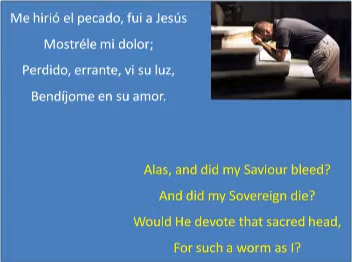 Me hirió el pecado, fui a Jesús
Mostréle mi dolor;
Perdido, errante, vi su luz,
Bendíjome en su amor.
Alas, and did my Saviour bleed?
And did my Sovereign die?
Would He devote that sacred head,
For such a worm as I?